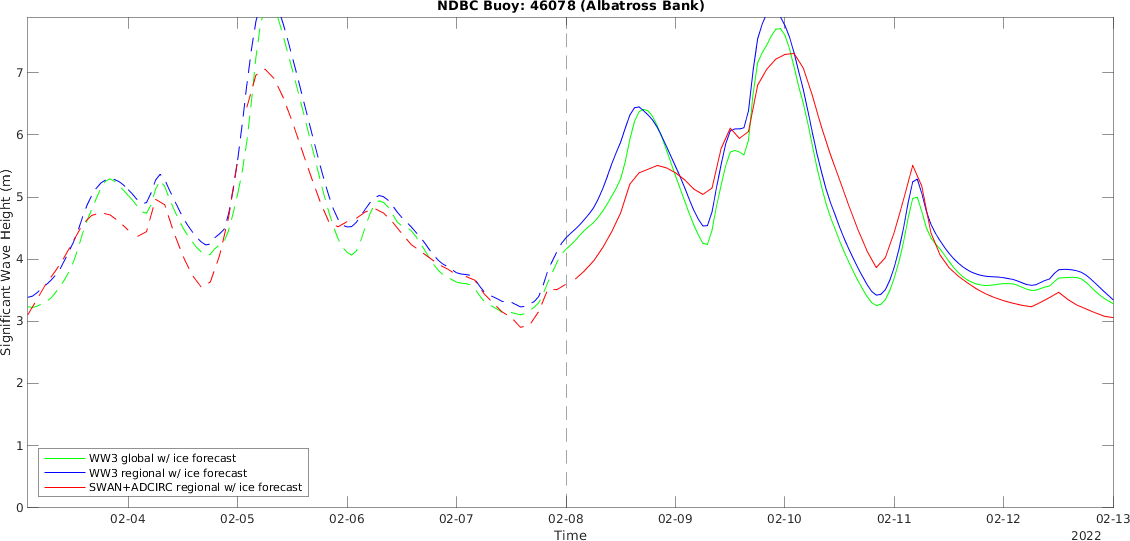 NDBC Buoy: 46078 (Albatross Bank)
Significant Wave Height (m)
7
6
5
4
3
2
1
0
WW3 global w/ ice forecast
WW3 regional w/ ice forecast
SWAN+ADCIRC regional w/ ice forecast
02-04 02-05 02-06 02-07 02-08 02-09 02-10 02-11 02-12 02-13
Time
2022